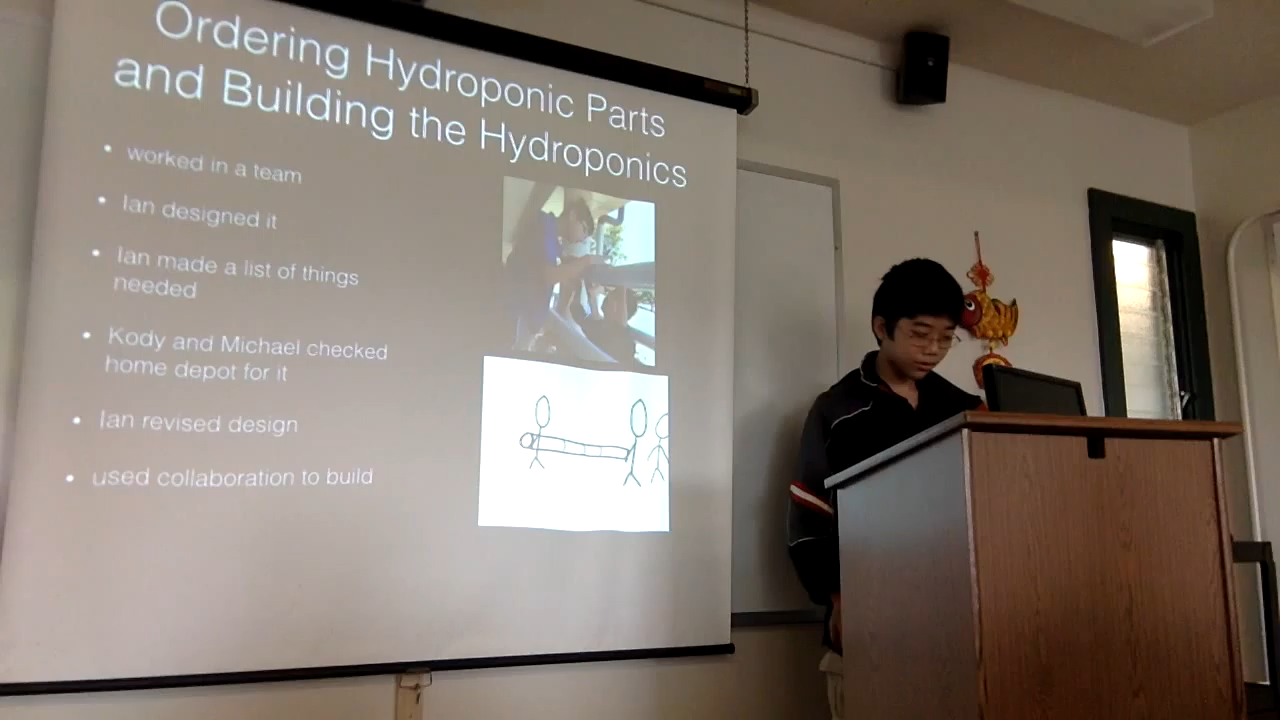 Ordering Hydroponic Parts
and Building the Hydroponics
• worked in a team
• Ian designed it
• Ian made a list of things
needed
• Kody and Michael checked
home depot for it
• Ian revised design
• used collaboration to build